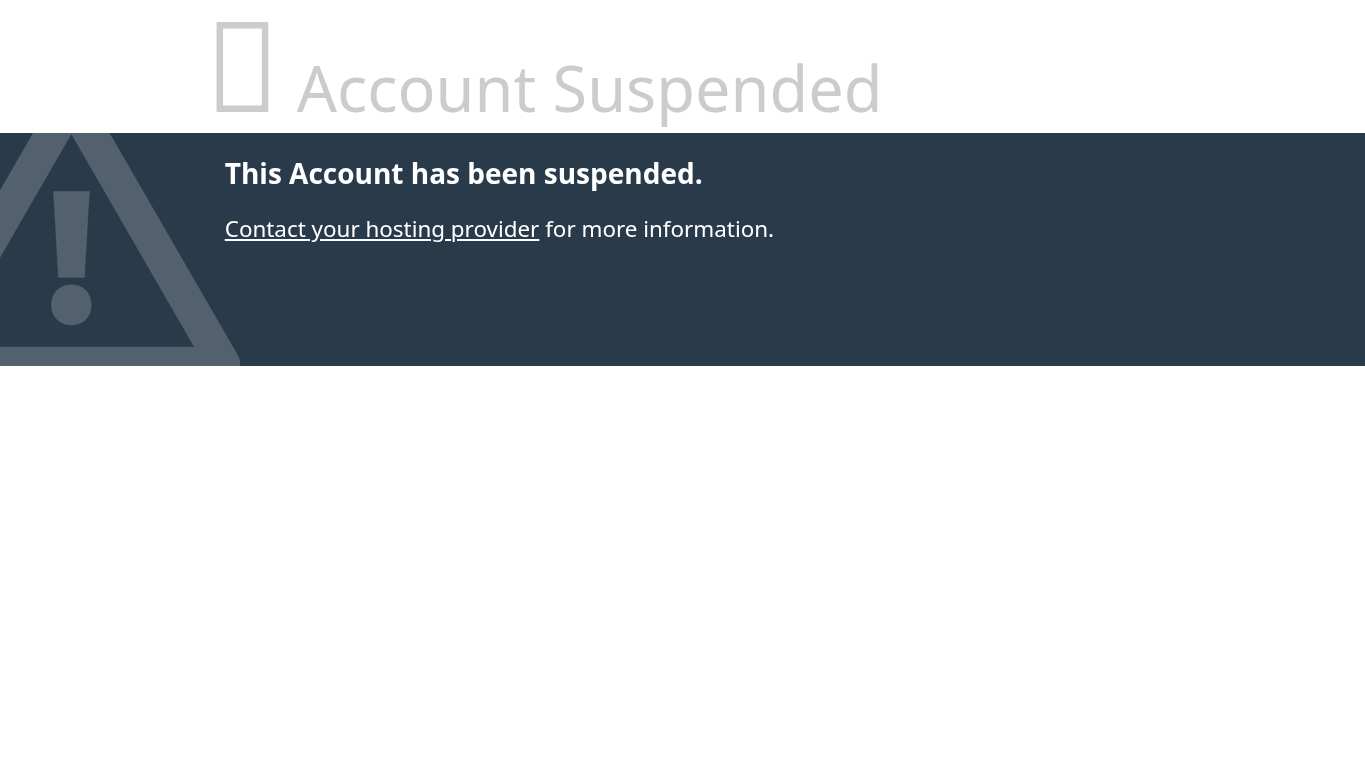 Account Suspended
This Account has been suspended.
Contact your hosting provider for more information.